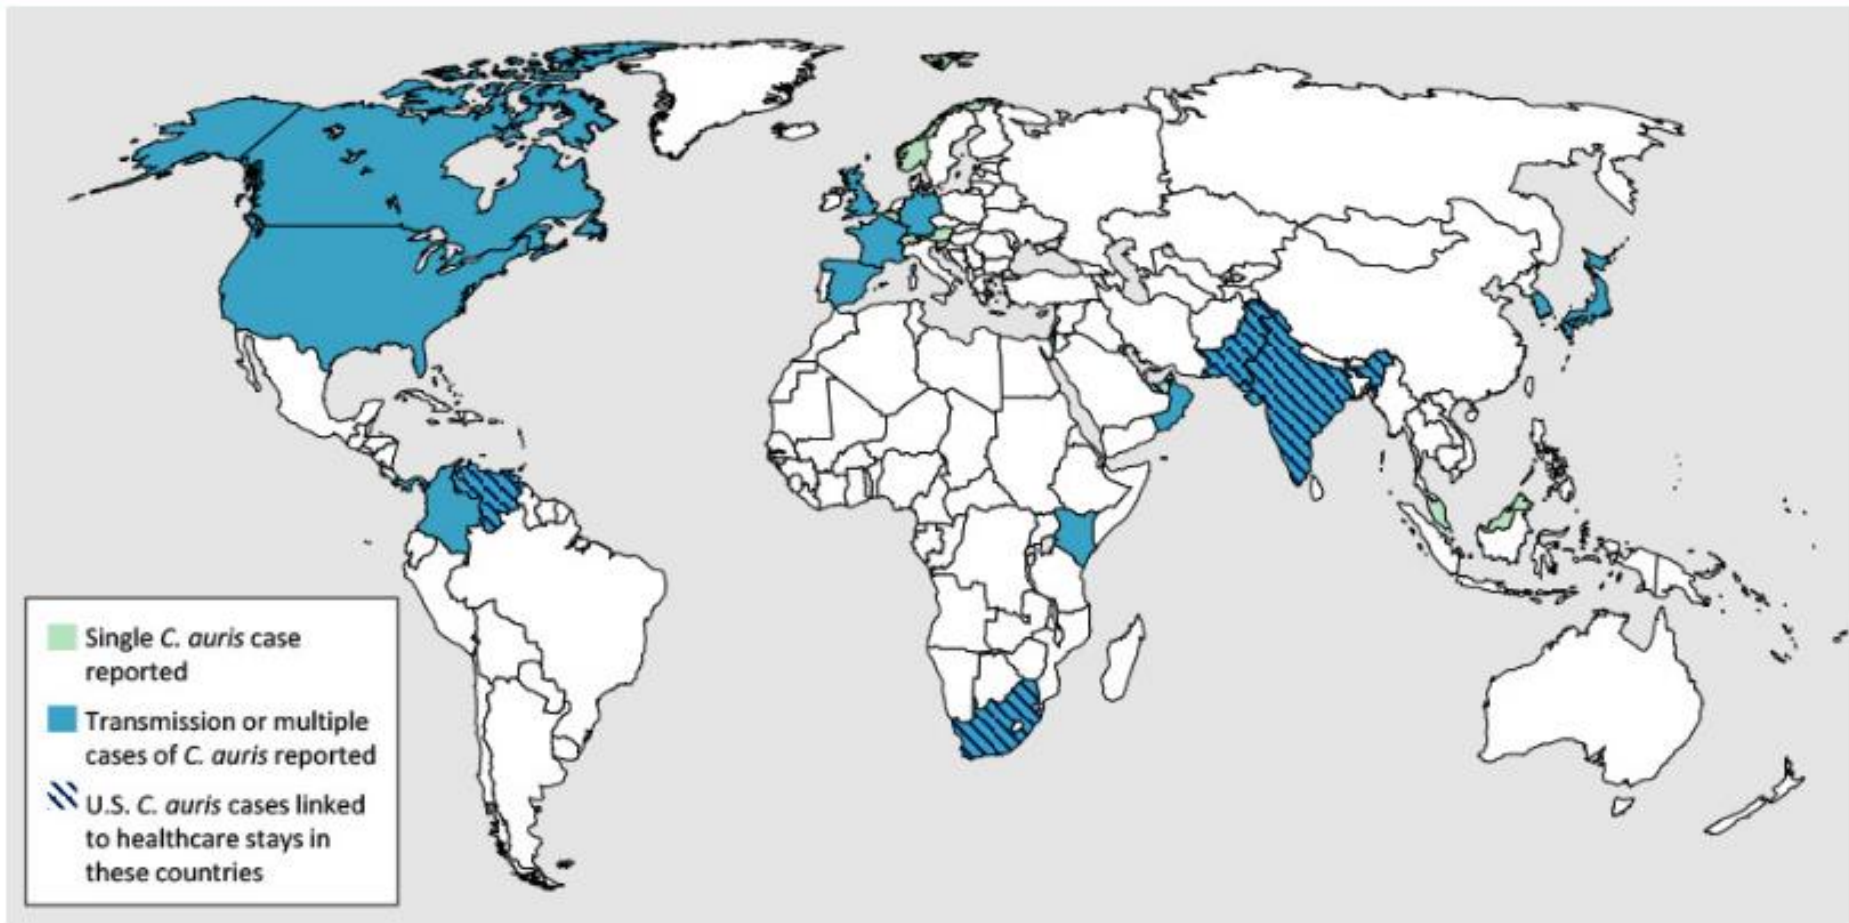 Single C. auris case
reported
Transmission or multiple
cases of C. auris reported
U.S. C. auris cases linked
to healthcare stays in
these countries